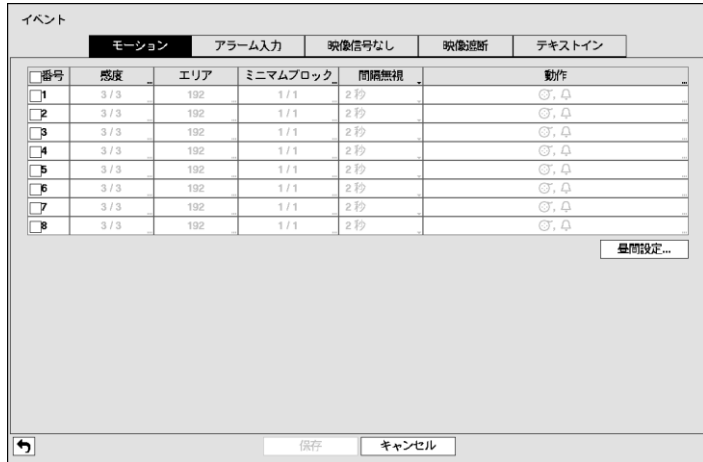 イベント
モーション アラーム入力 映像信号なし 映像遮断 テキストイン
番号 感度 エリア ミニマムブロック 間隔無視 動作
1 3 / 3 192 1 / 1 2 秒
2 3 / 3 192 1 / 1 2 秒
3 3 / 3 192 1 / 1 2 秒
4 3 / 3 192 1 / 1 2 秒
5 3 / 3 192 1 / 1 2 秒
6 3 / 3 192 1 / 1 2 秒
7 3 / 3 192 1 / 1 2 秒
8 3 / 3 192 1 / 1 2 秒
昼間設定...
保存 キャンセル